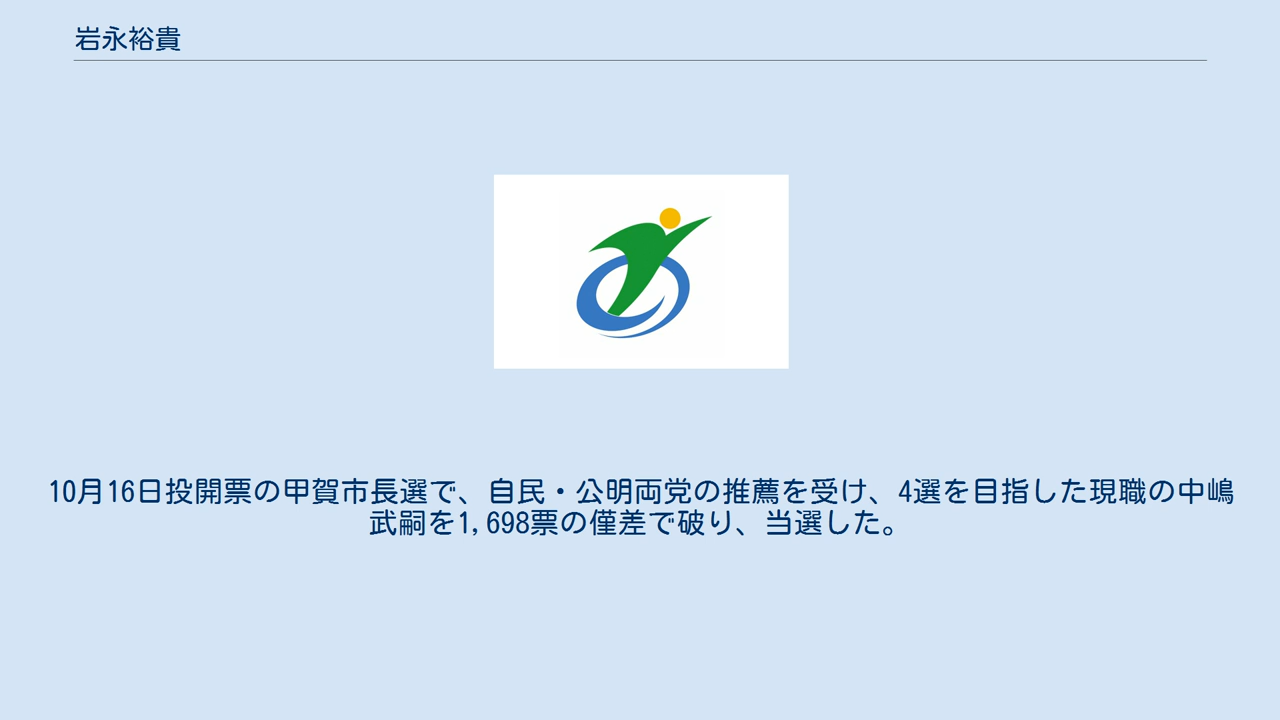 岩永裕貴
10月16日投開票の甲賀市長選で、自民・公明両党の推薦を受け、4選を目指した現職の中嶋
武嗣を1,698票の僅差で破り、当選した。